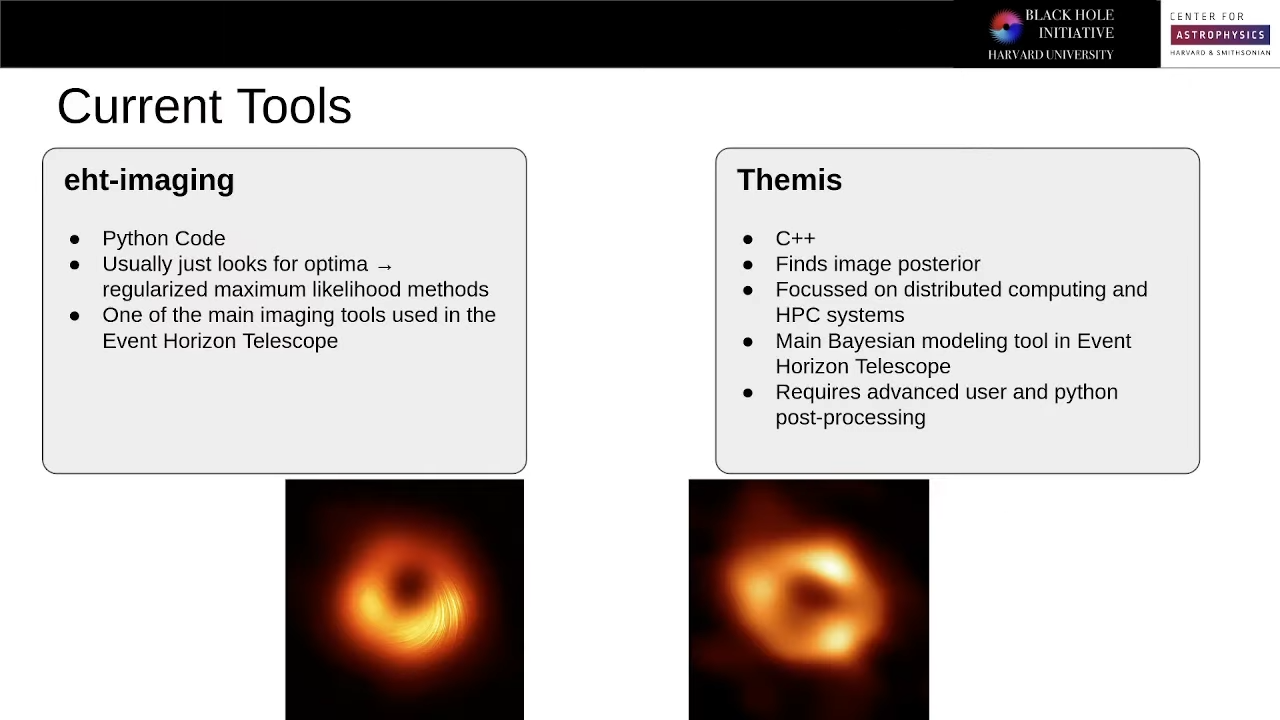 BLACK HOLE
INITIATIVE
HARVARD UNIVERSITY
CENTER FOR
ASTROPHYSICS
HARVARD & SMITHSONIAN
Current Tools
eht-imaging
● Python Code
● Usually just looks for optima →
regularized maximum likelihood methods
● One of the main imaging tools used in the
Event Horizon Telescope
Themis
● C++
● Finds image posterior
● Focussed on distributed computing and
HPC systems
● Main Bayesian modeling tool in Event
Horizon Telescope
● Requires advanced user and python
post-processing